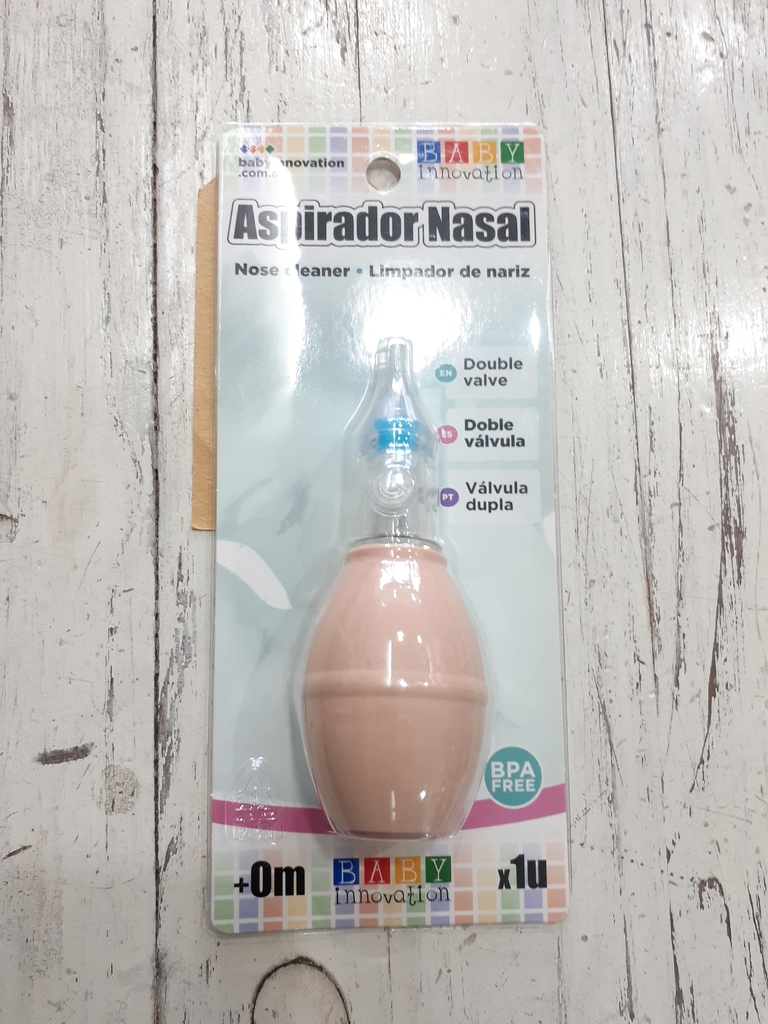 babyinnovation
.com.a
BABY
innovation
Aspirador Nasal
Nose cleaner • Limpador de nariz
EN Double
valve
ES Doble
válvula
PT Válvula
dupla
BPA
FREE
+0m
BABY
innovation
x1u